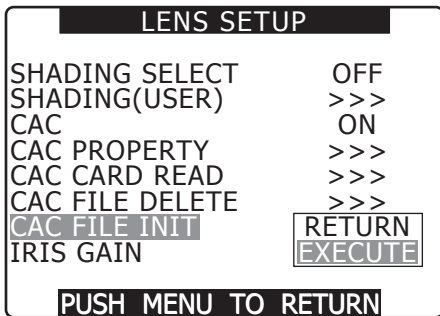 LENS SETUP
SHADING SELECT OFF
SHADING(USER) >>>
CAC ON
CAC PROPERTY >>>
CAC CARD READ >>>
CAC FILE DELETE >>>
CAC FILE INIT RETURN
IRIS GAIN EXECUTE
PUSH MENU TO RETURN